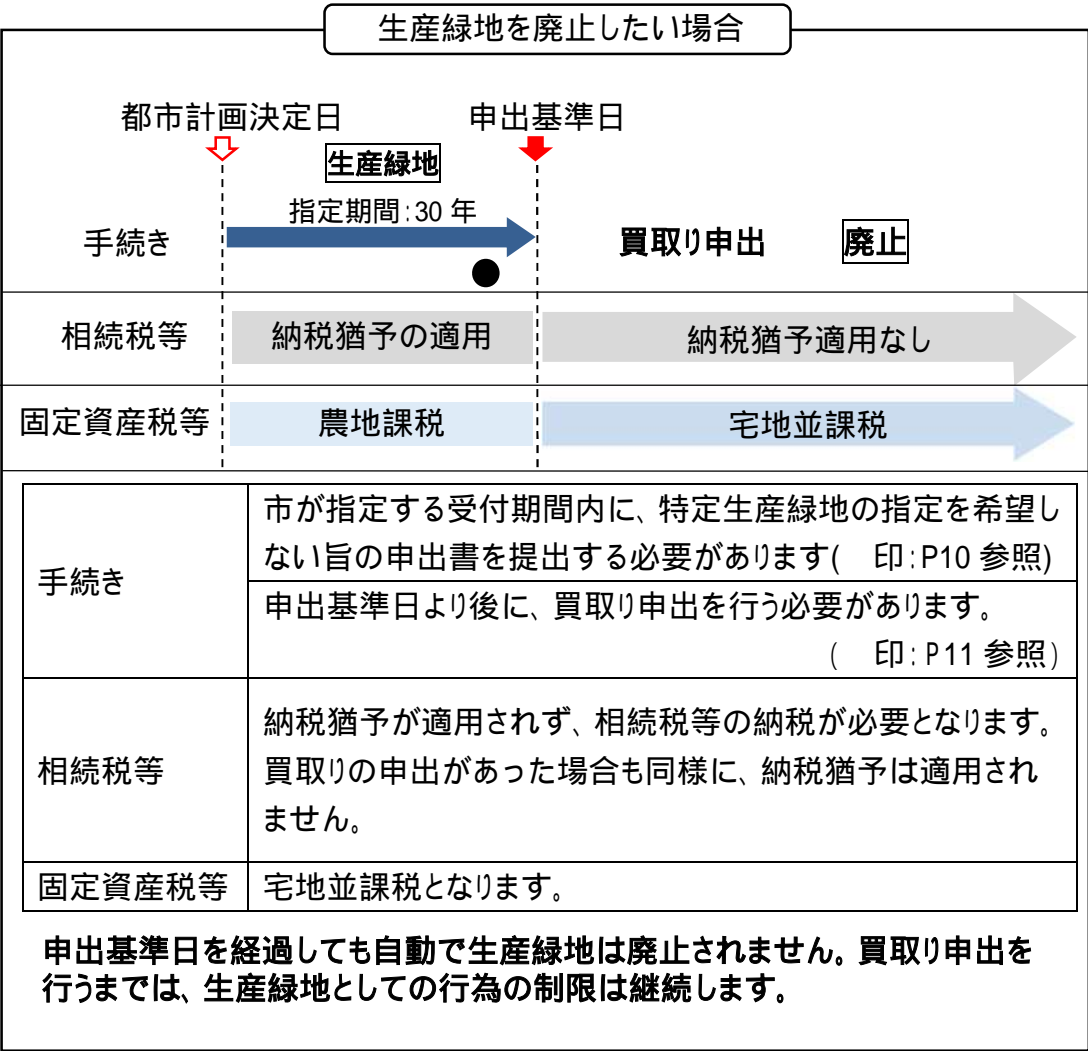 生産緑地を廃止したい場合
都市計画決定日
申出基準日
生産緑地
指定期間:30 年
手続き
買取り申出
廃止
相続税等
納税猶予の適用
納税猶予適用なし
固定資産税等
農地課税
宅地並課税
手続き
市が指定する受付期間内に、特定生産緑地の指定を希望し
ない旨の申出書を提出する必要があります(　印:P10 参照)
申出基準日より後に、買取り申出を行う必要があります。
(　印:P11 参照)
相続税等
納税猶予が適用されず、相続税等の納税が必要となります。
買取りの申出があった場合も同様に、納税猶予は適用され
ません。
固定資産税等
宅地並課税となります。
申出基準日を経過しても自動で生産緑地は廃止されません。買取り申出を
行うまでは、生産緑地としての行為の制限は継続します。